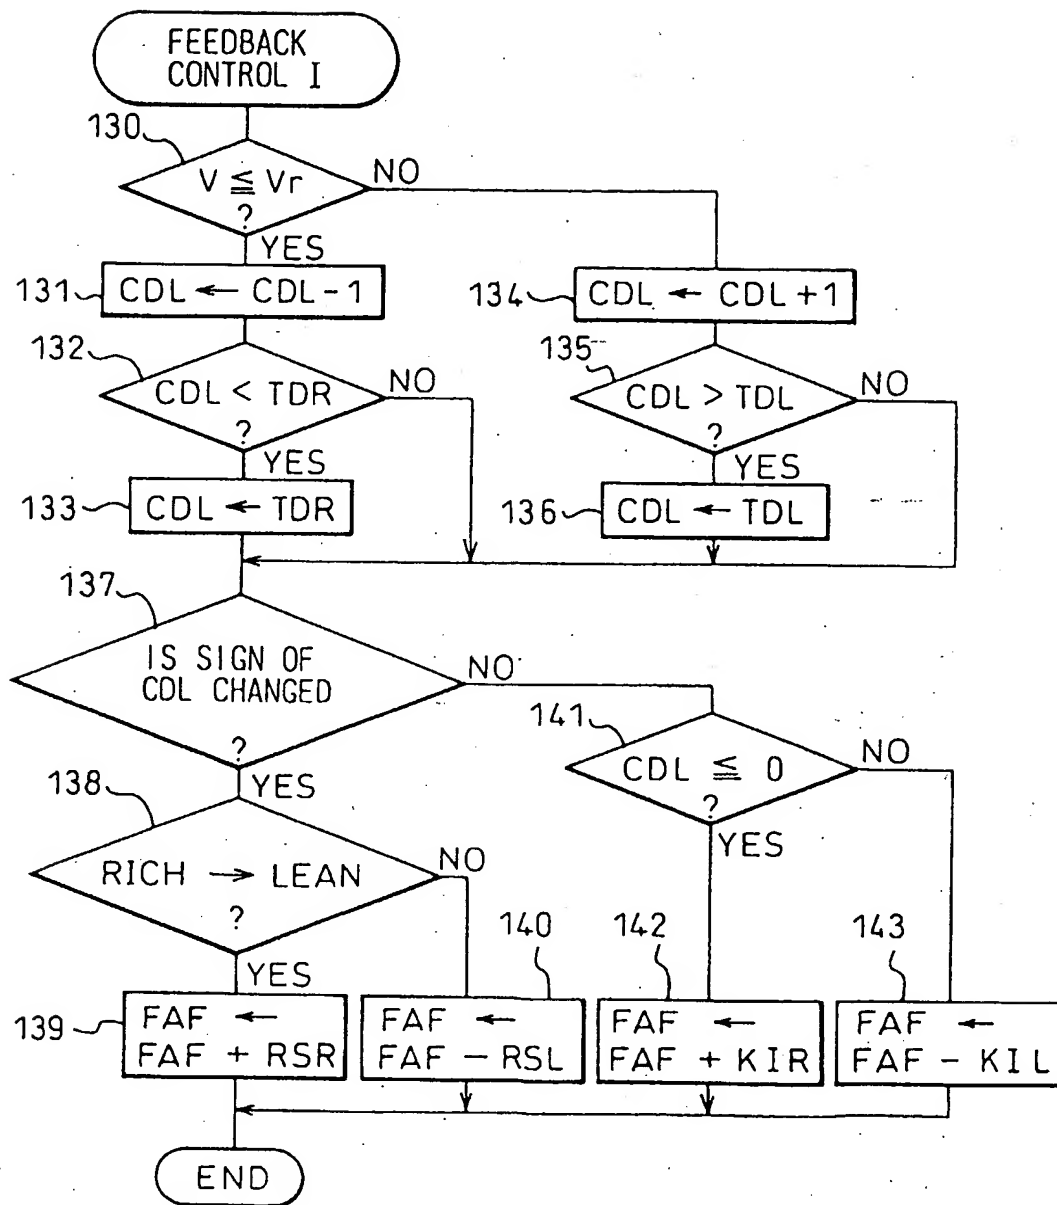 FEEDBACK
CONTROL I
130
V ≦ Vr
?
NO
YES
131
CDL ← CDL-1
134
CDL ← CDL+1
132
CDL < TDR
?
NO
YES
135
CDL > TDL
?
NO
YES
133
CDL ← TDR
136
CDL ← TDL
137
IS SIGN OF
CDL CHANGED
?
NO
YES
141
CDL ≦ 0
?
NO
YES
138
RICH → LEAN
?
NO
YES
139
FAF ←
FAF + RSR
140
FAF ←
FAF - RSL
142
FAF ←
FAF + KIR
143
FAF ←
FAF - KIL
END